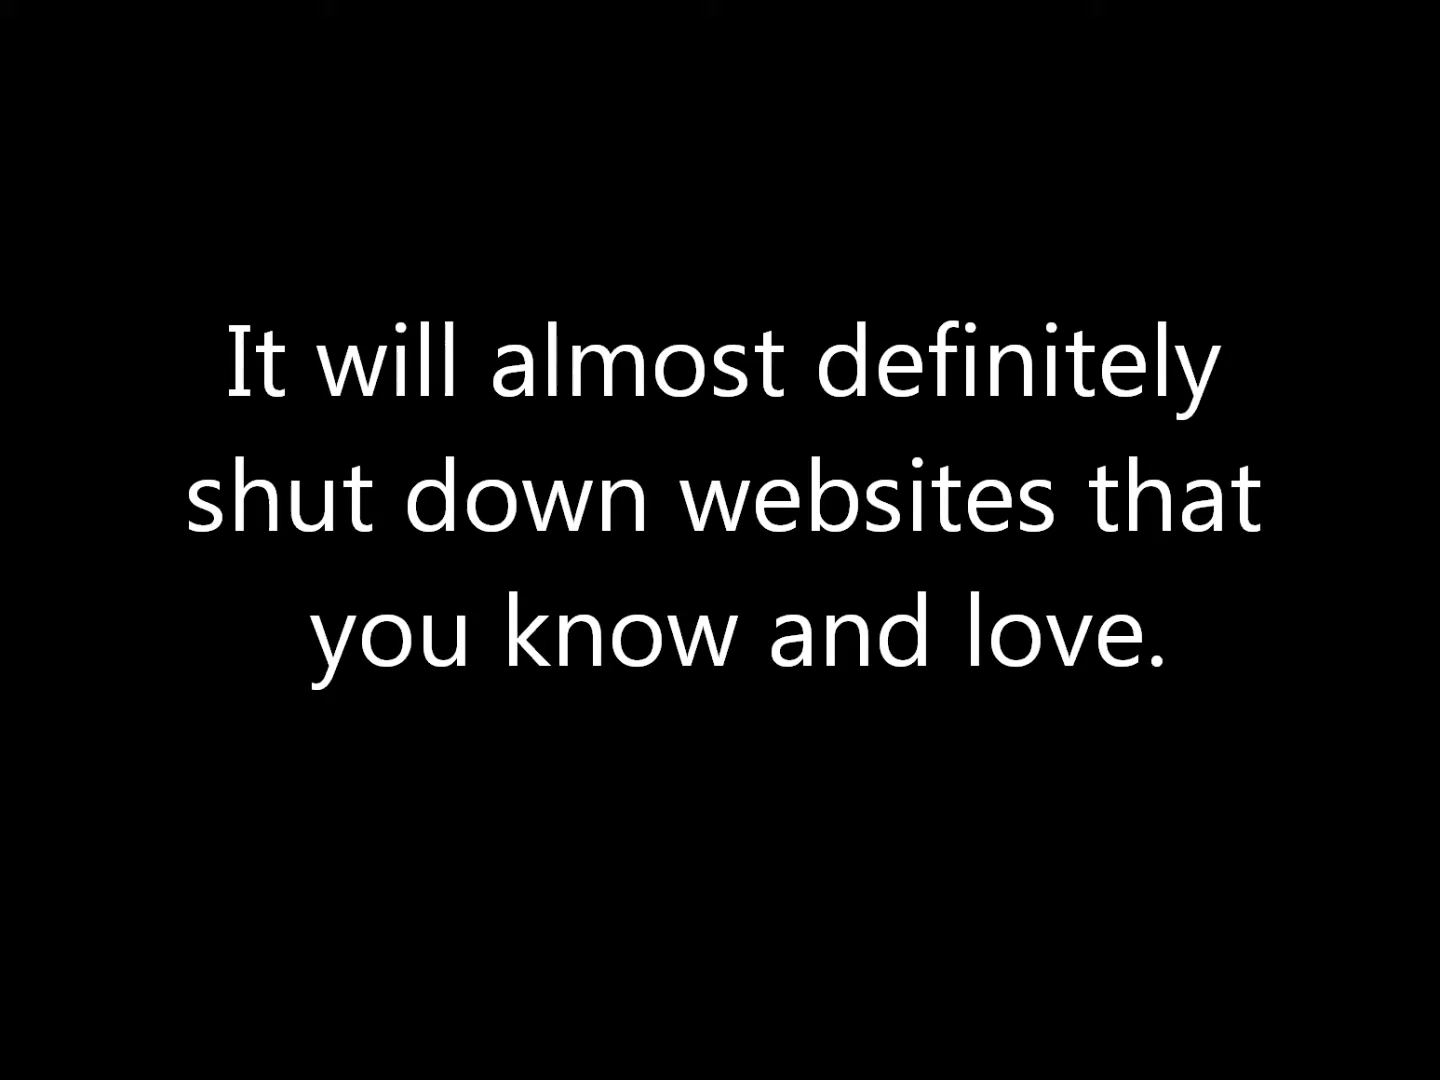 It will almost definitely
shut down websites that
you know and love.